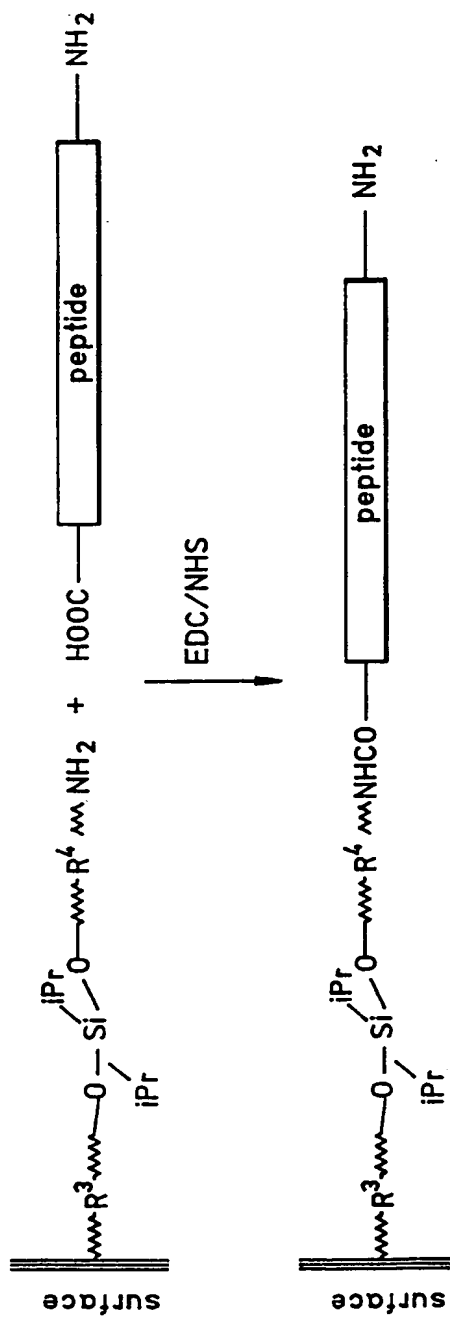 surface
R³
O
Si
iPr
iPr
O
R⁴
NH₂ + HOOC
peptide
NH₂
EDC/NHS
surface
R³
O
Si
iPr
iPr
O
R⁴
NHCO
peptide
NH₂